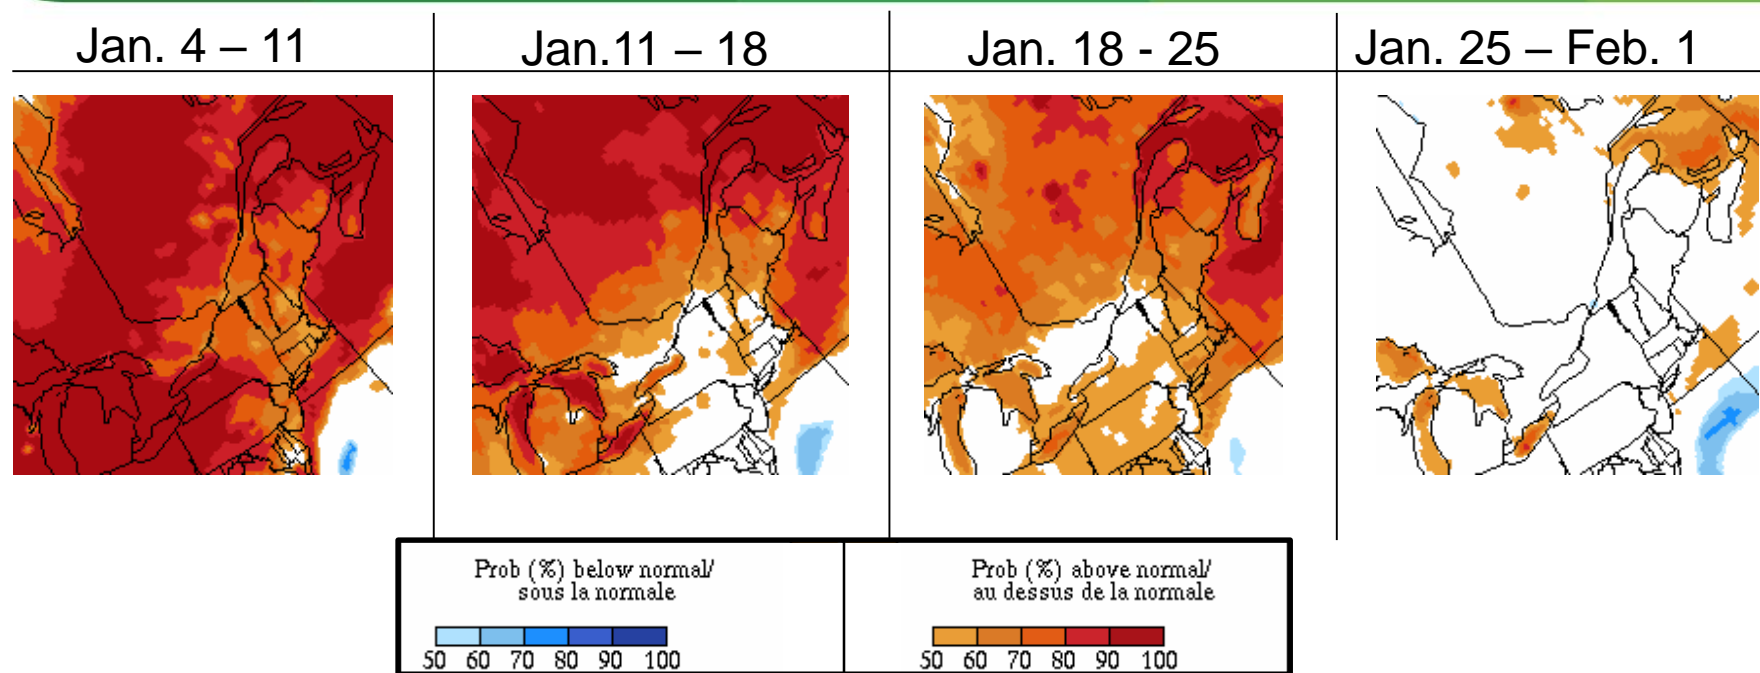 Jan. 4 – 11
Jan.11 – 18
Jan. 18 - 25
Jan. 25 – Feb. 1
Prob (%) below normal/
sous la normale
50 60 70 80 90 100
Prob (%) above normal/
au dessus de la normale
50 60 70 80 90 100